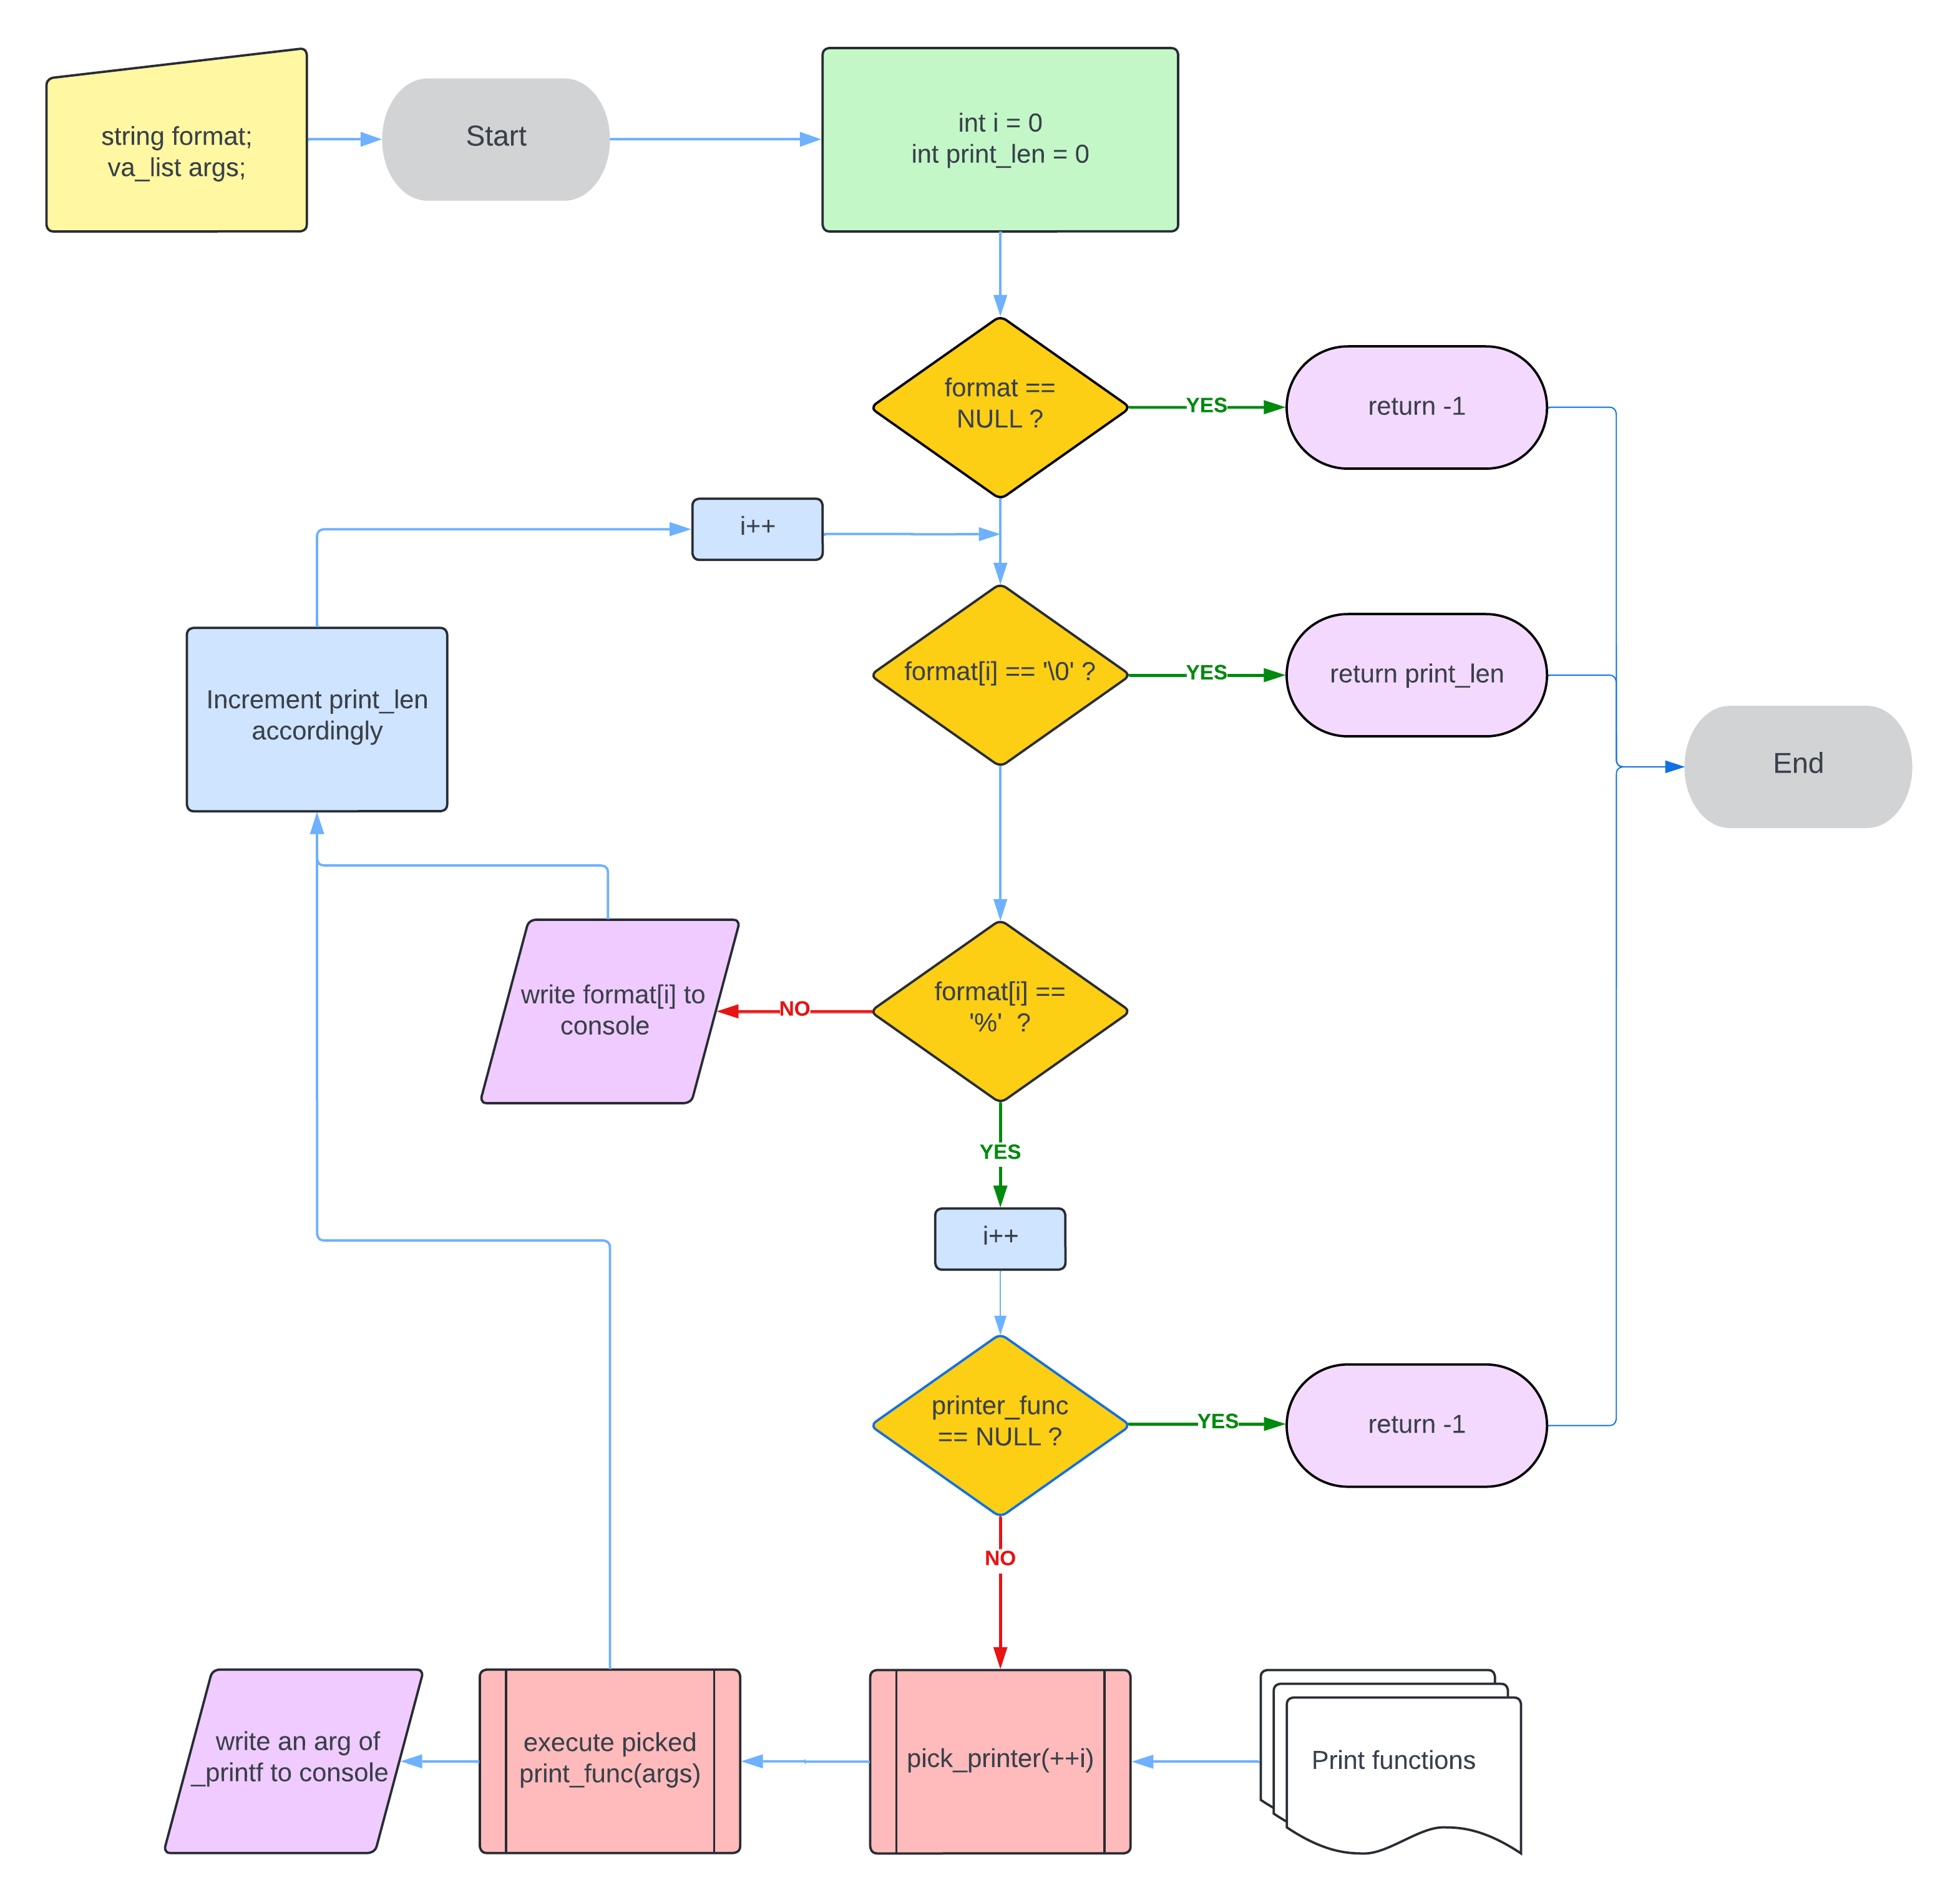 string format;
va_list args;
Start
int i = 0
int print_len = 0
format ==
NULL ?
YES
return -1
i++
format[i] == '\0' ?
YES
return print_len
Increment print_len
accordingly
End
write format[i] to
console
NO
format[i] ==
'%'  ?
YES
i++
printer_func
== NULL ?
YES
return -1
NO
write an arg of
_printf to console
execute picked
print_func(args)
pick_printer(++i)
Print functions